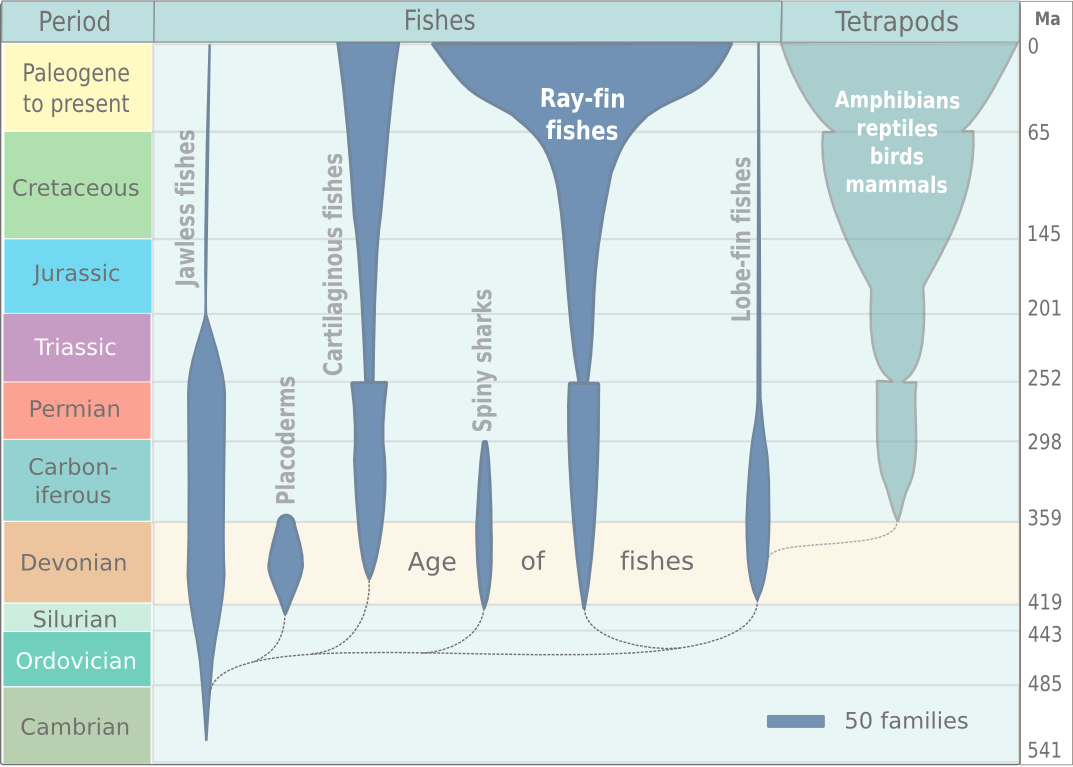 Period
Fishes
Tetrapods
Ma
Paleogene
to present
Cretaceous
Jurassic
Triassic
Permian
Carbon-
iferous
Devonian
Silurian
Ordovician
Cambrian
Jawless fishes
Placoderms
Cartilaginous fishes
Spiny sharks
Ray-fin
fishes
Lobe-fin fishes
Amphibians
reptiles
birds
mammals
Age of fishes
50 families
0
65
145
201
252
298
359
419
443
485
541